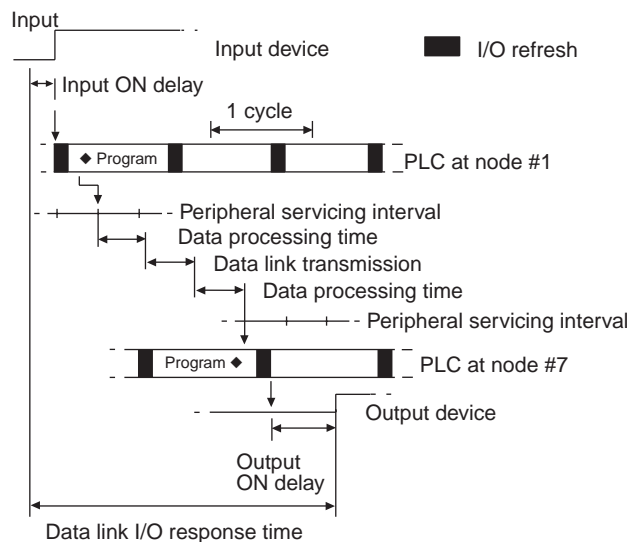 Input
Input device
I/O refresh
Input ON delay
1 cycle
◆ Program
PLC at node #1
Peripheral servicing interval
Data processing time
Data link transmission
Data processing time
Peripheral servicing interval
Program ◆
PLC at node #7
Output device
Output
ON delay
Data link I/O response time